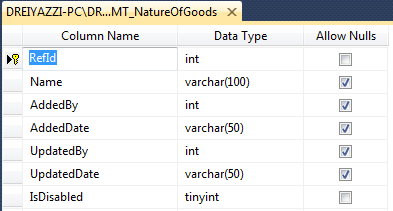 DREIYAZZI-PC\DR...MT_NatureOfGoods
Column Name Data Type Allow Nulls
RefId int
Name varchar(100)
AddedBy int
AddedDate varchar(50)
UpdatedBy int
UpdatedDate varchar(50)
IsDisabled tinyint